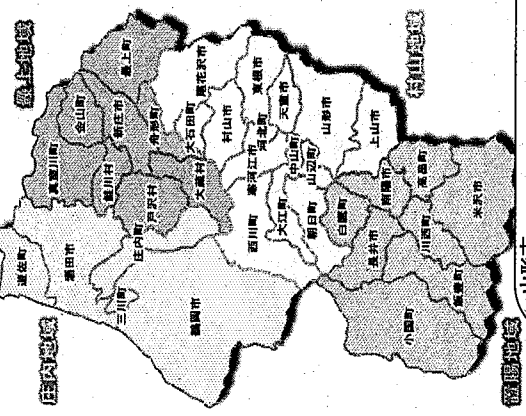 最上地域
庄内地域
村山地域
置賜地域
遊佐町
酒田市
三川町
庄内町
鶴岡市
真室川町
金山町
最上町
鮭川村
新庄市
戸沢村
舟形町
大蔵村
大石田町
尾花沢市
村山市
東根市
河北町
天童市
寒河江市
西川町
大江町
中山町
山辺町
朝日町
山形市
上山市
白鷹町
南陽市
高畠町
長井市
川西町
米沢市
小国町
飯豊町
山形市